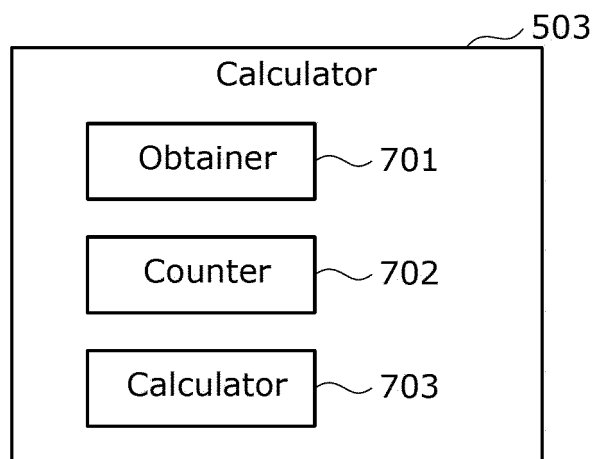 503
Calculator
Obtainer 701
Counter 702
Calculator 703